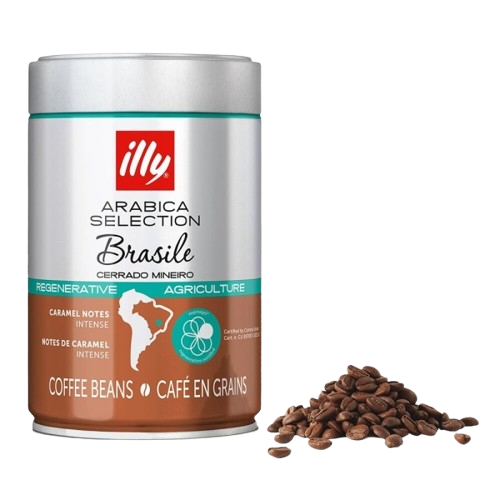 illy
ARABICA
SELECTION
Brasile
CERRADO MINEIRO
REGENERATIVE AGRICULTURE
CARAMEL NOTES
INTENSE
NOTES DE CARAMEL
INTENSE
COFFEE BEANS CAFÉ EN GRAINS